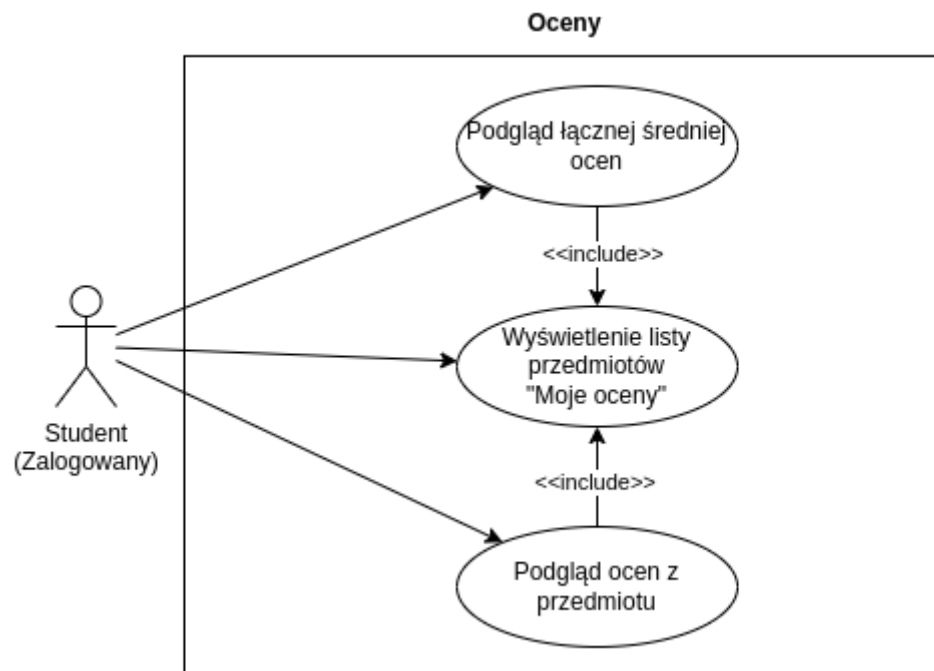 Oceny
Podgląd łącznej średniej
ocen
<<include>>
Wyświetlenie listy
przedmiotów
"Moje oceny"
Student
(Zalogowany)
<<include>>
Podgląd ocen z
przedmiotu